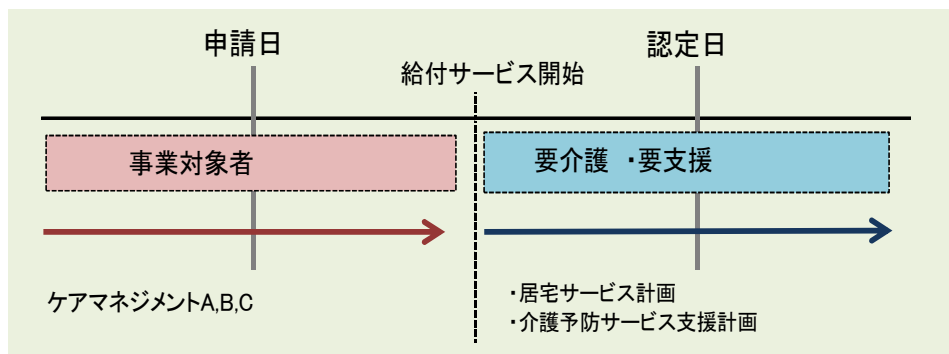 申請日
認定日
給付サービス開始
事業対象者
要介護 ・要支援
ケアマネジメントA,B,C
・居宅サービス計画
・介護予防サービス支援計画